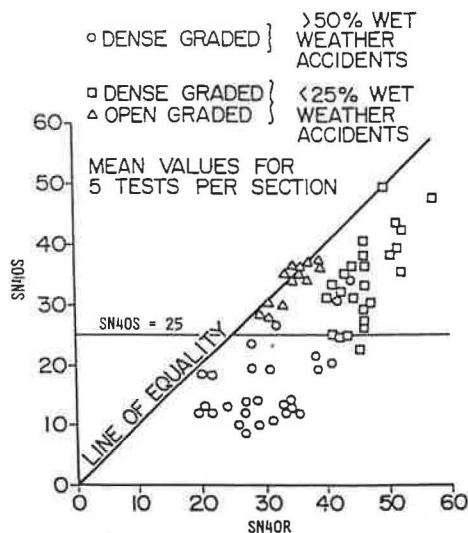 ○ DENSE GRADED } >50% WET WEATHER ACCIDENTS
□ DENSE GRADED
△ OPEN GRADED } <25% WET WEATHER ACCIDENTS
MEAN VALUES FOR
5 TESTS PER SECTION
60
50
40
30
20
10
0
SN40S
SN40S = 25
LINE OF EQUALITY
0 10 20 30 40 50 60
SN40R